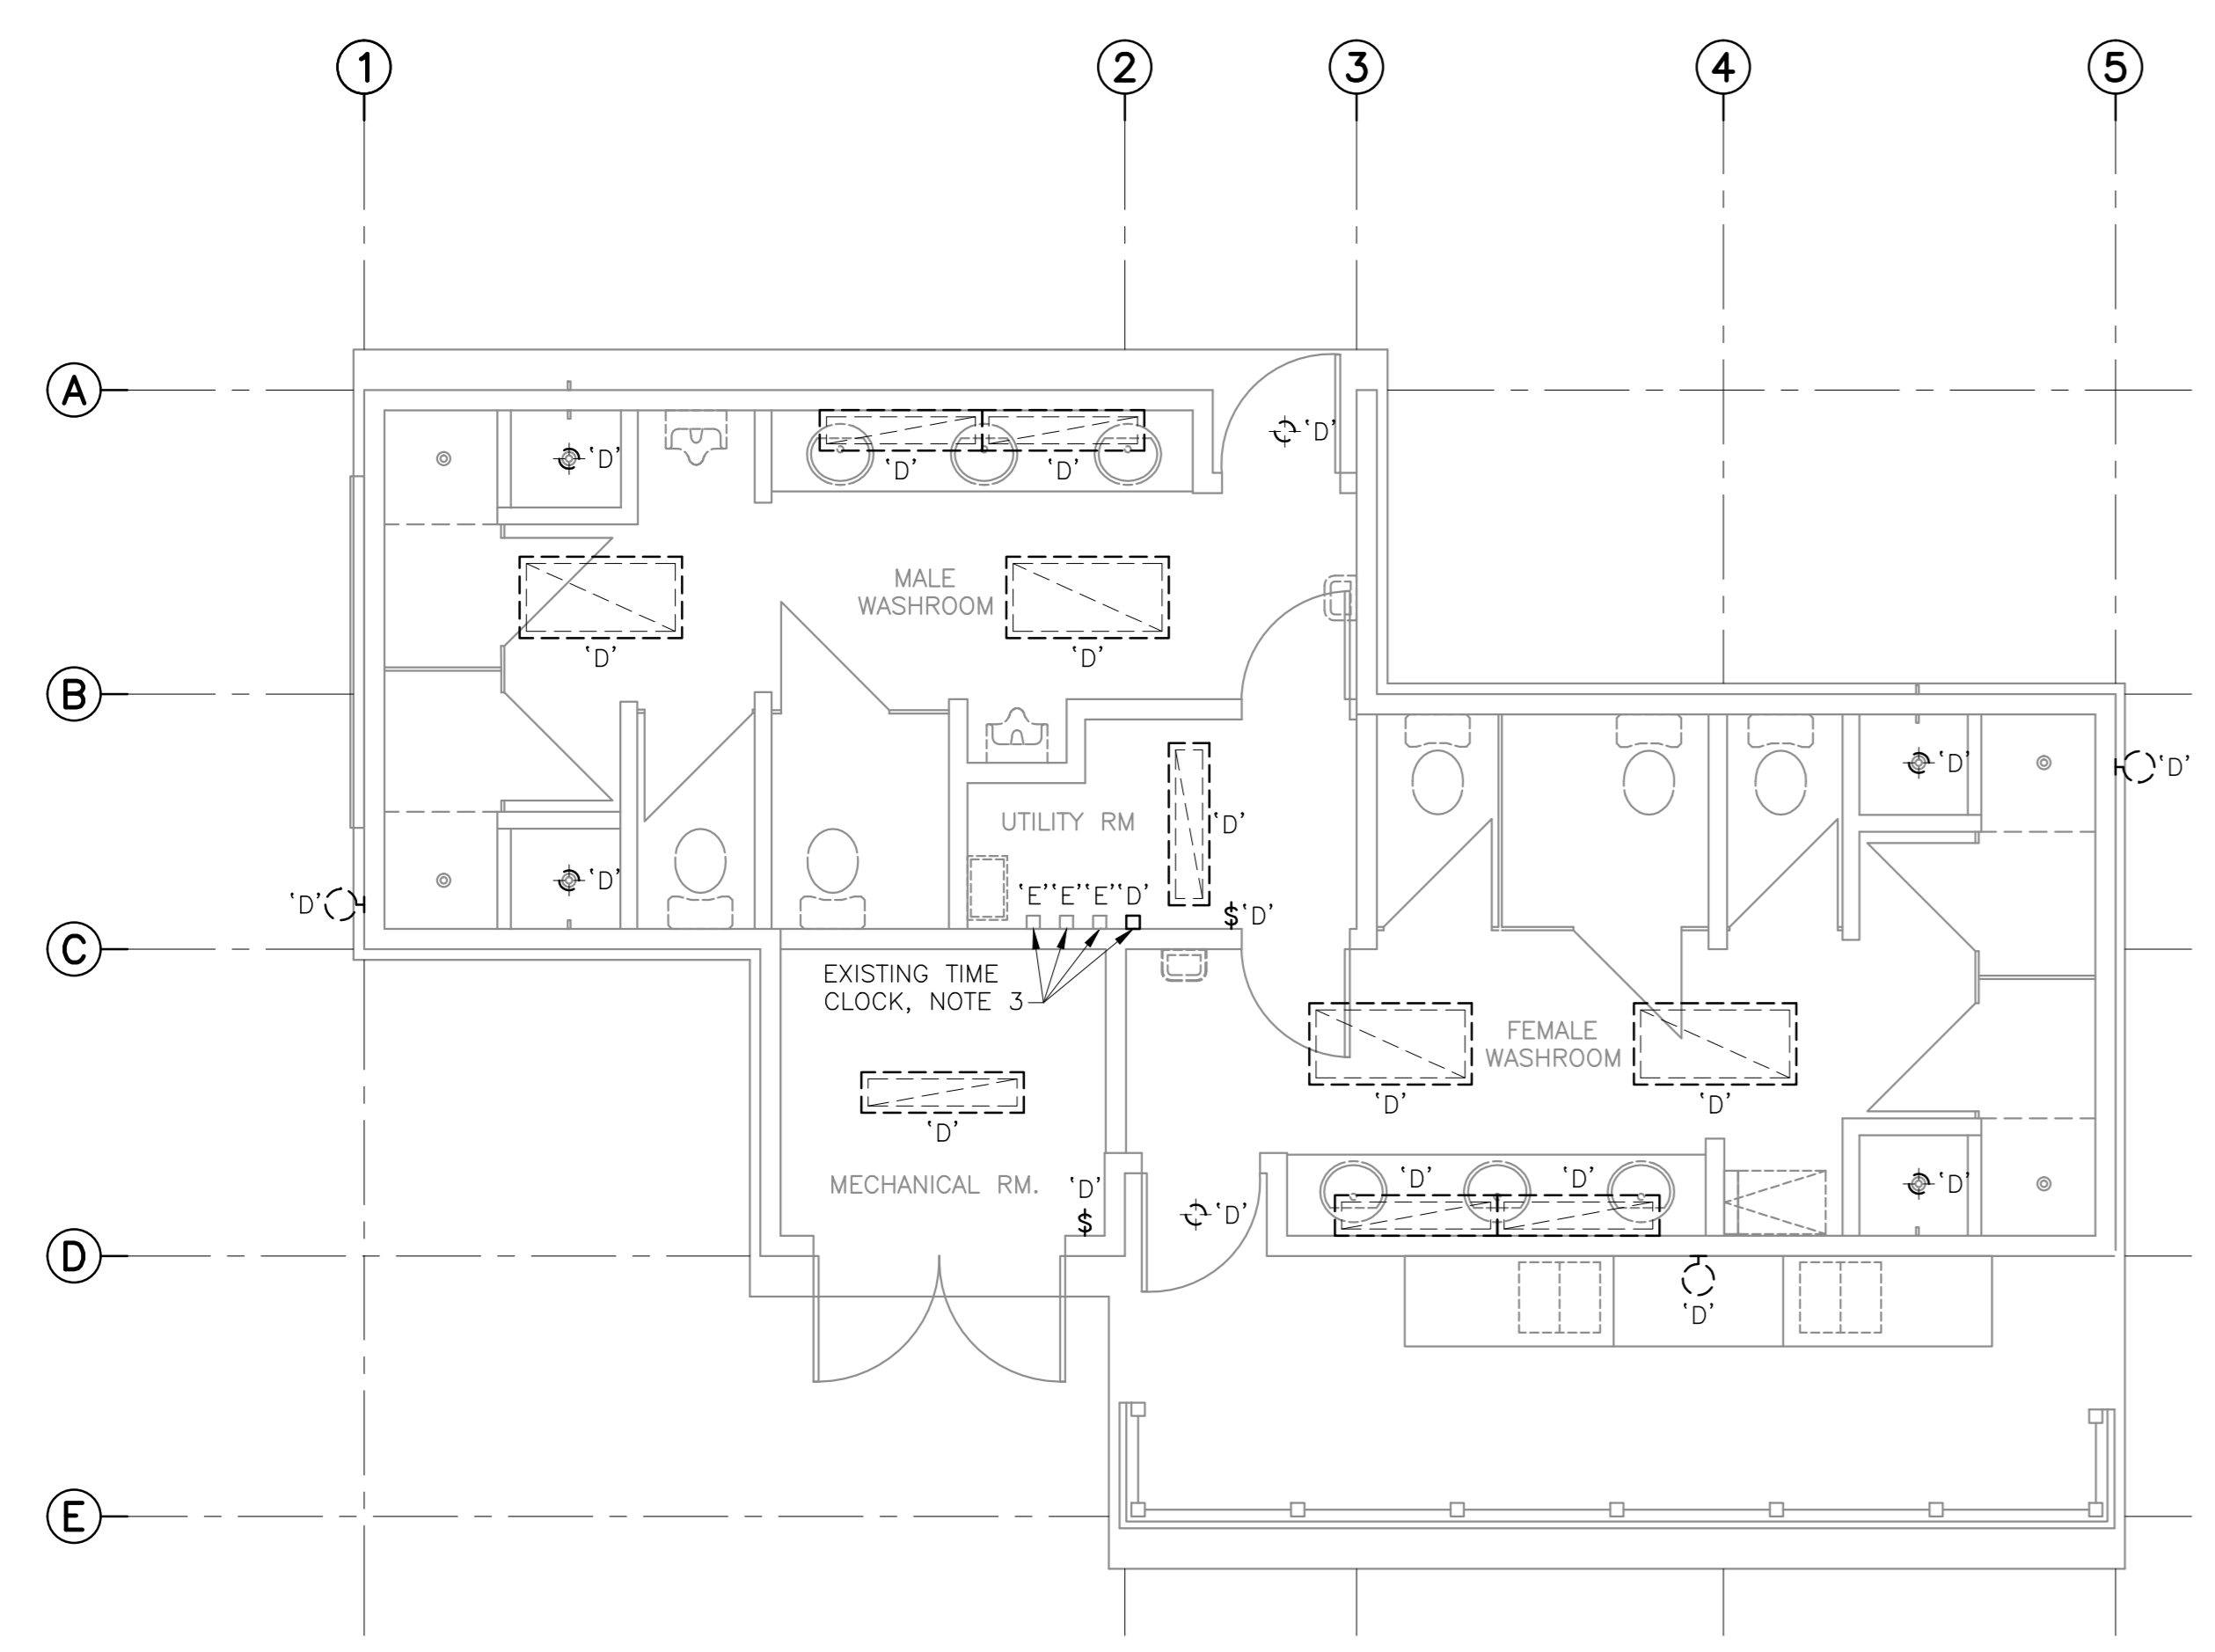 1 2 3 4 5
A
'D' 'D'
'D' 'D'
MALE
WASHROOM
'D' 'D'
B
'D' 'D'
UTILITY RM 'D'
'D'
'E' 'E' 'E' 'D'
'D' $ 'D'
C
EXISTING TIME
CLOCK, NOTE 3
FEMALE
WASHROOM
'D' 'D'
'D'
'D' 'D'
MECHANICAL RM. 'D' 'D'
$ 'D'
D
'D'
E